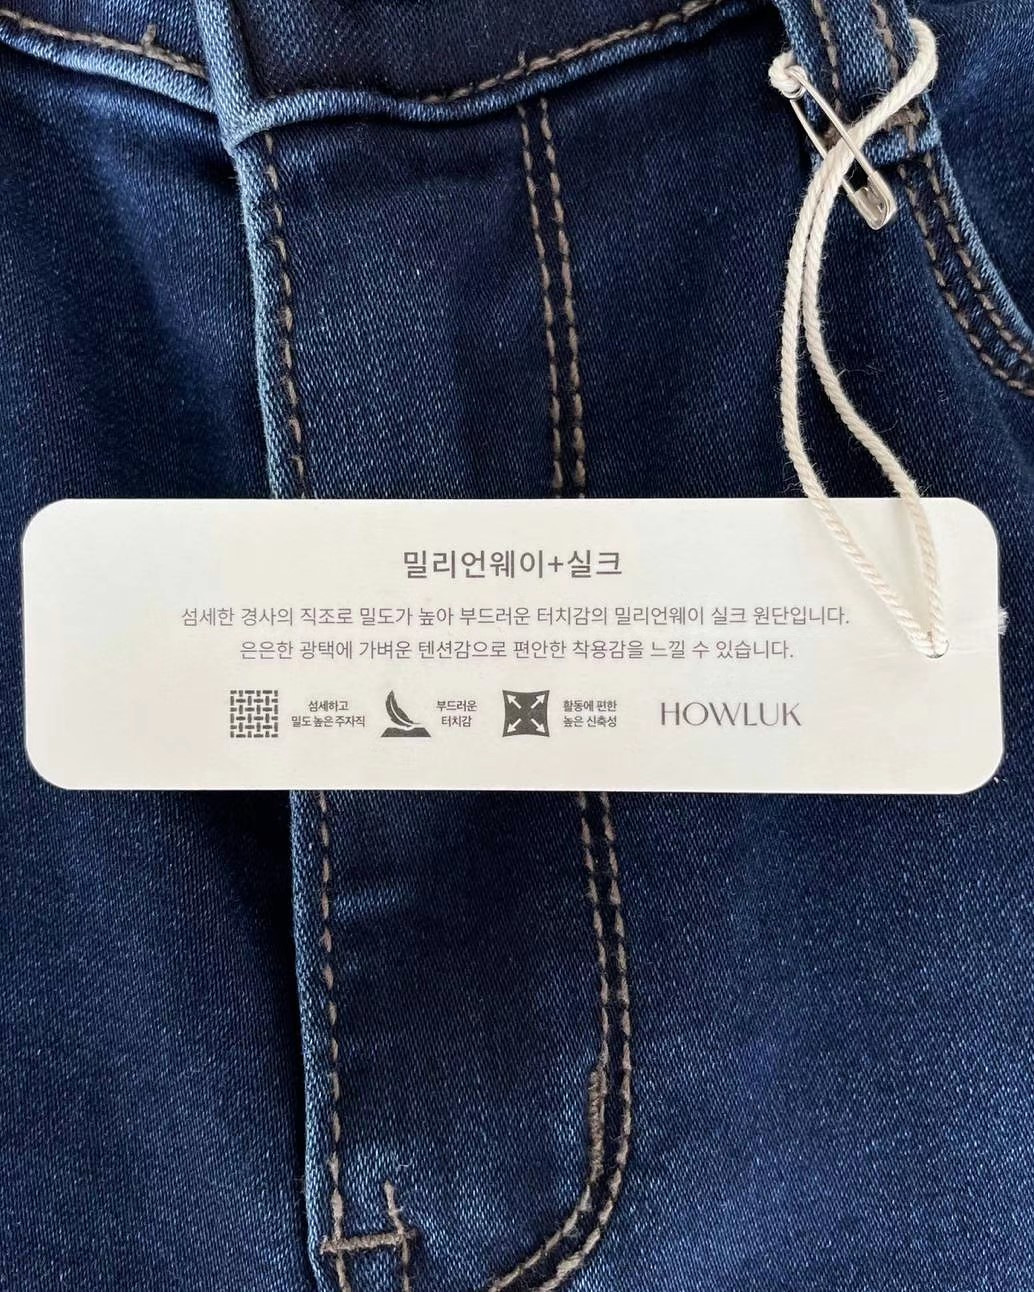 밀리언웨이+실크
섬세한 경사의 직조로 밀도가 높아 부드러운 터치감의 밀리언웨이 실크 원단입니다.
은은한 광택에 가벼운 텐션감으로 편안한 착용감을 느낄 수 있습니다.
섬세하고
밀도 높은 주자직
부드러운
터치감
활동에 편한
높은 신축성
HOWLUK